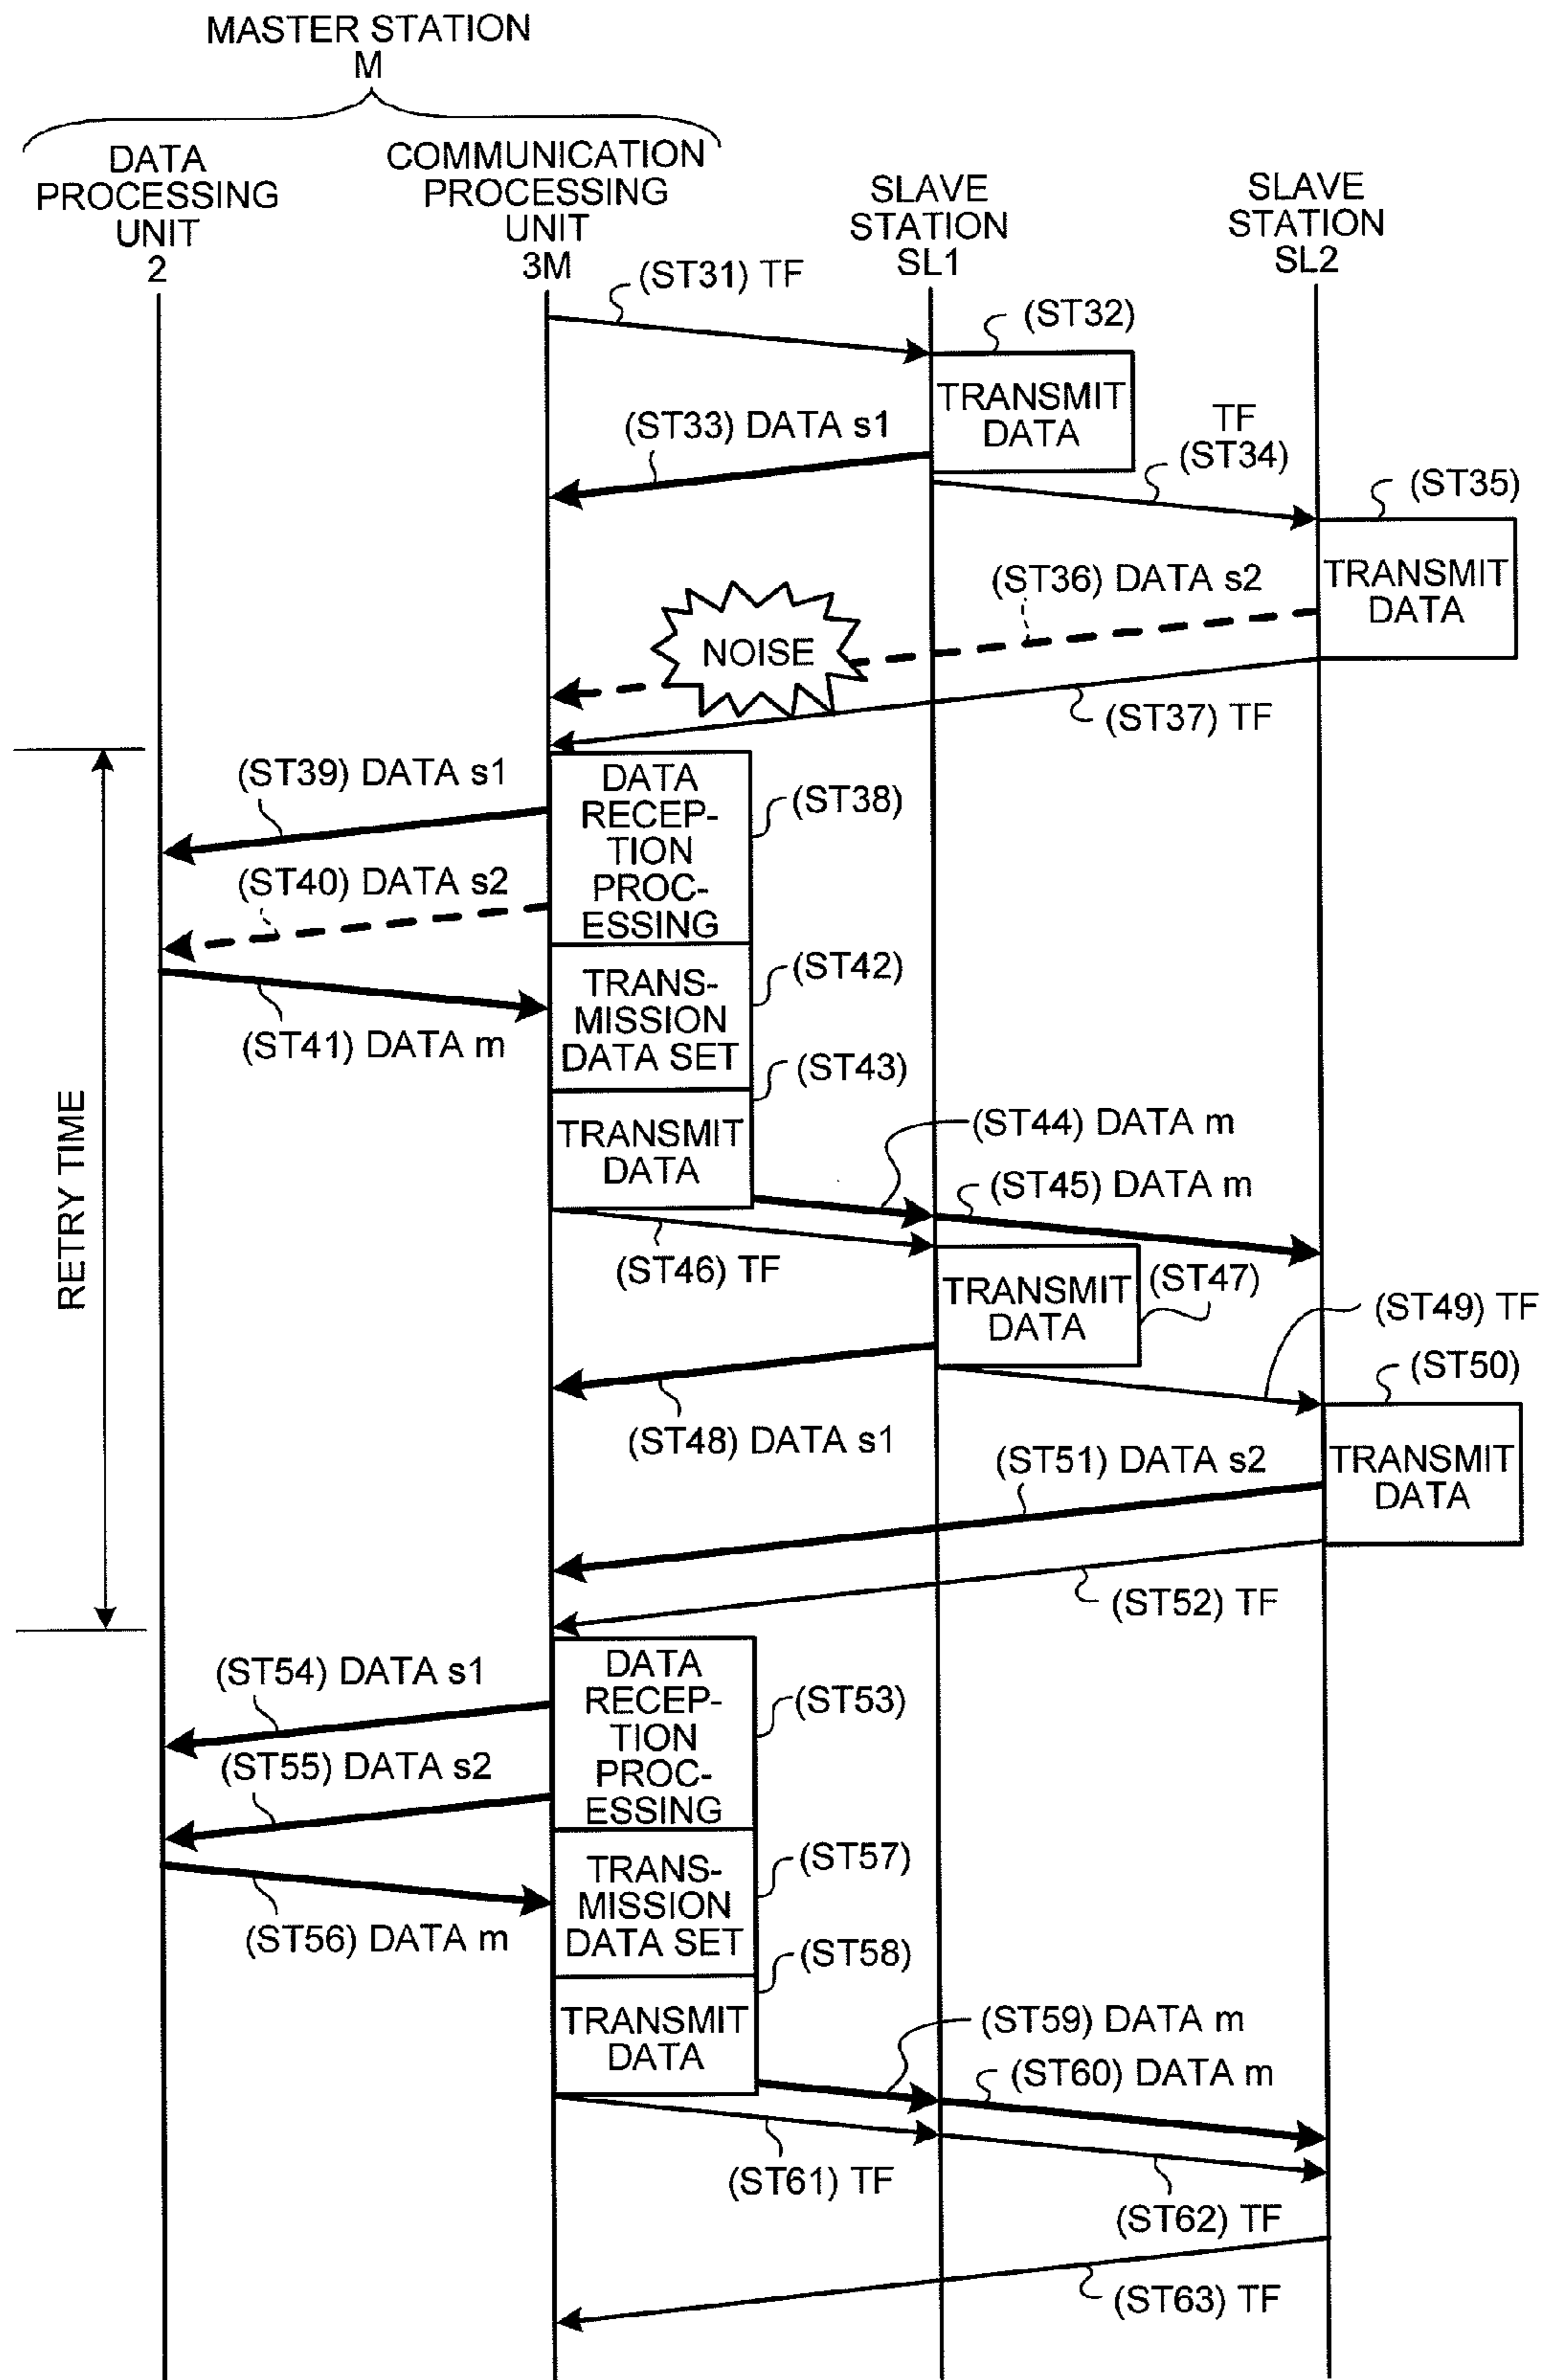 MASTER STATION
M
DATA
PROCESSING
UNIT
2
COMMUNICATION
PROCESSING
UNIT
3M
SLAVE
STATION
SL1
SLAVE
STATION
SL2
(ST31) TF
(ST32)
TRANSMIT
DATA
(ST33) DATA s1
TF
(ST34)
(ST35)
TRANSMIT
DATA
(ST36) DATA s2
NOISE
(ST37) TF
RETRY TIME
(ST39) DATA s1
DATA
RECEP-
TION
PROC-
ESSING
(ST38)
(ST40) DATA s2
(ST41) DATA m
TRANS-
MISSION
DATA SET
(ST42)
(ST43)
TRANSMIT
DATA
(ST44) DATA m
(ST45) DATA m
(ST46) TF
TRANSMIT
DATA
(ST47)
(ST48) DATA s1
(ST49) TF
(ST50)
TRANSMIT
DATA
(ST51) DATA s2
(ST52) TF
DATA
RECEP-
TION
PROC-
ESSING
(ST53)
(ST54) DATA s1
(ST55) DATA s2
(ST56) DATA m
TRANS-
MISSION
DATA SET
(ST57)
(ST58)
TRANSMIT
DATA
(ST59) DATA m
(ST60) DATA m
(ST61) TF
(ST62) TF
(ST63) TF